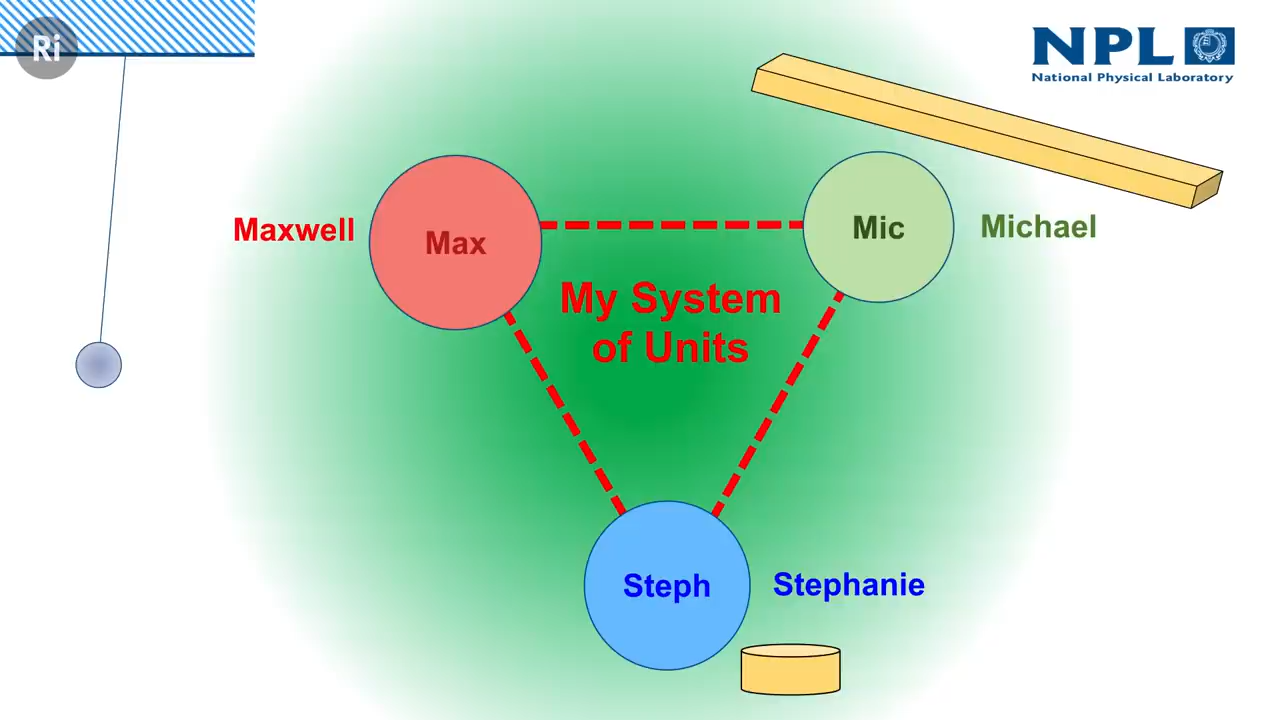 Ri
NPL
National Physical Laboratory
Maxwell
Max
Mic
Michael
My System
of Units
Steph
Stephanie